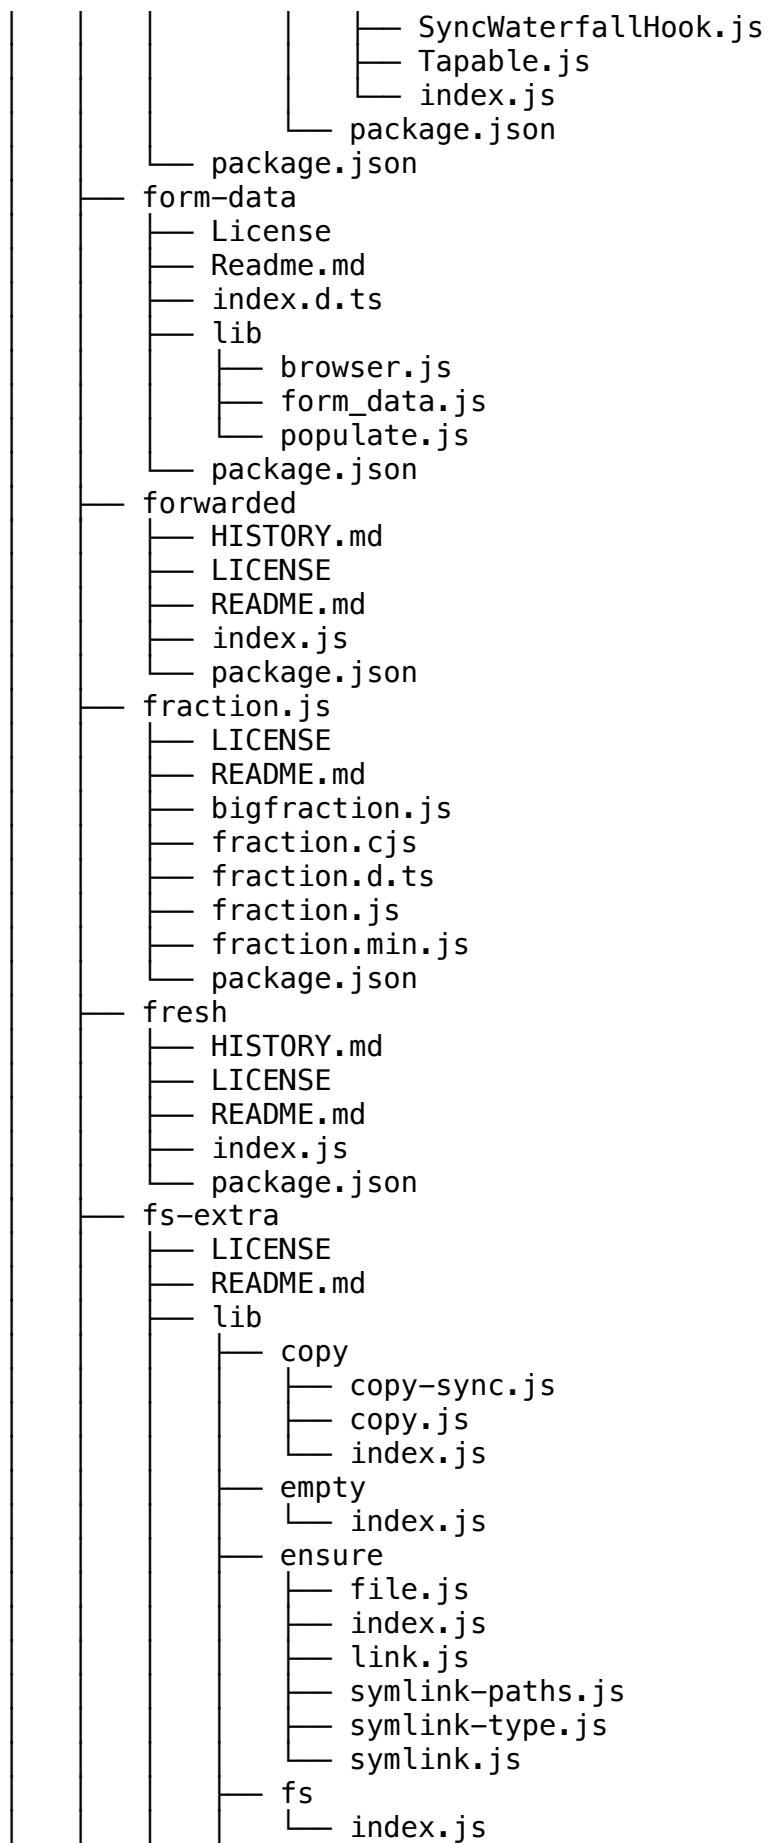 │   │   │       │   ├── SyncWaterfallHook.js
│   │   │       │   ├── Tapable.js
│   │   │       │   └── index.js
│   │   │       └── package.json
│   │   └── package.json
│   ├── form-data
│   │   ├── License
│   │   ├── Readme.md
│   │   ├── index.d.ts
│   │   ├── lib
│   │   │   ├── browser.js
│   │   │   ├── form_data.js
│   │   │   └── populate.js
│   │   └── package.json
│   ├── forwarded
│   │   ├── HISTORY.md
│   │   ├── LICENSE
│   │   ├── README.md
│   │   ├── index.js
│   │   └── package.json
│   ├── fraction.js
│   │   ├── LICENSE
│   │   ├── README.md
│   │   ├── bigfraction.js
│   │   ├── fraction.cjs
│   │   ├── fraction.d.ts
│   │   ├── fraction.js
│   │   ├── fraction.min.js
│   │   └── package.json
│   ├── fresh
│   │   ├── HISTORY.md
│   │   ├── LICENSE
│   │   ├── README.md
│   │   ├── index.js
│   │   └── package.json
│   ├── fs-extra
│   │   ├── LICENSE
│   │   ├── README.md
│   │   ├── lib
│   │   │   ├── copy
│   │   │   │   ├── copy-sync.js
│   │   │   │   ├── copy.js
│   │   │   │   └── index.js
│   │   │   ├── empty
│   │   │   │   └── index.js
│   │   │   ├── ensure
│   │   │   │   ├── file.js
│   │   │   │   ├── index.js
│   │   │   │   ├── link.js
│   │   │   │   ├── symlink-paths.js
│   │   │   │   ├── symlink-type.js
│   │   │   │   └── symlink.js
│   │   │   ├── fs
│   │   │   │   └── index.js